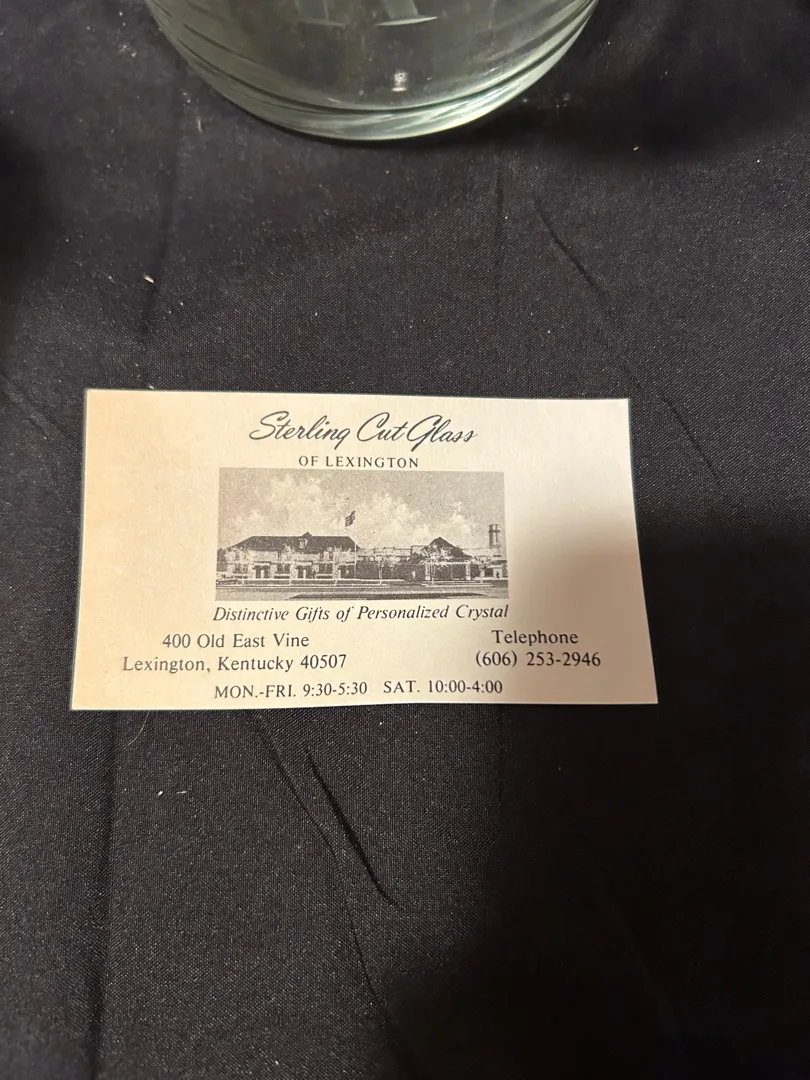 Sterling Cut Glass
OF LEXINGTON
Distinctive Gifts of Personalized Crystal
400 Old East Vine
Lexington, Kentucky 40507
Telephone
(606) 253-2946
MON.-FRI. 9:30-5:30 SAT. 10:00-4:00